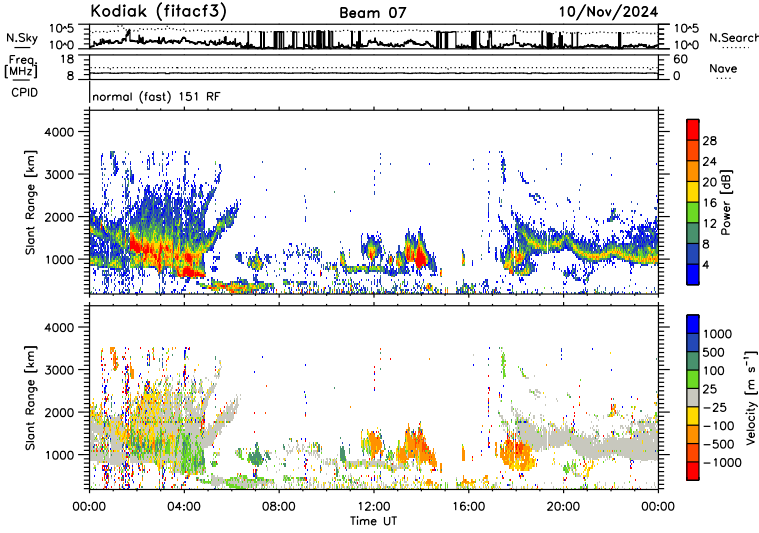 Kodiak (fitacf3) Beam 07 10/Nov/2024
N.Sky 10^5 10^0 10^5 10^0 N.Search
Freq. [MHz] 18 8 60 0 Nave
CPID normal (fast) 151 RF
Slant Range [km] 4000 3000 2000 1000
Power [dB] 28 24 20 16 12 8 4
Slant Range [km] 4000 3000 2000 1000
Velocity [m s⁻¹] 1000 500 100 25 −25 −100 −500 −1000
00:00 04:00 08:00 12:00 16:00 20:00 00:00
Time UT